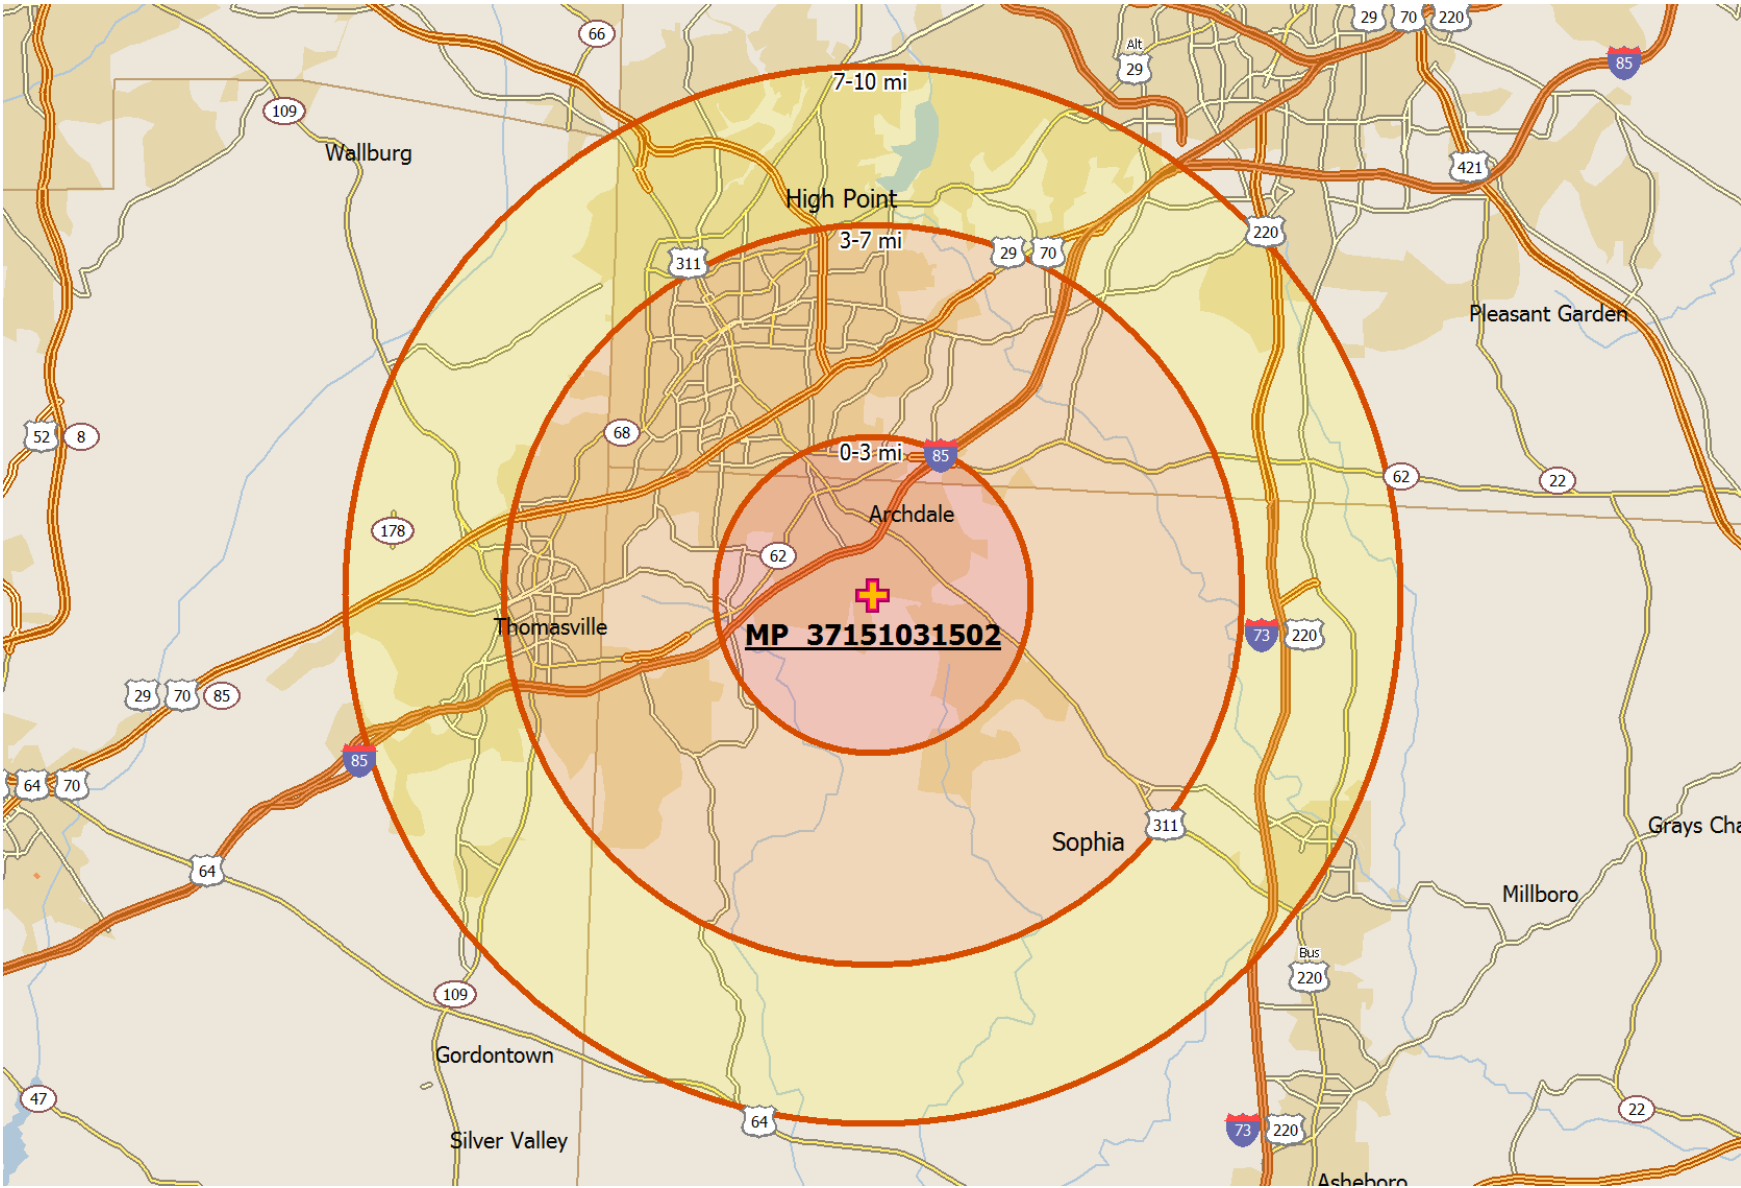 29 70 220
66
Alt
29
85
7-10 mi
109
Wallburg
421
High Point
220
3-7 mi
29 70
311
Pleasant Garden
68
52 8
0-3 mi
85
62
22
Archdale
178
62
Thomasville
MP 37151031502
73 220
29 70 85
85
64 70
311
Grays Cha
Sophia
64
Millboro
Bus
220
109
Gordontown
47
22
64
73 220
Silver Valley
Asheboro